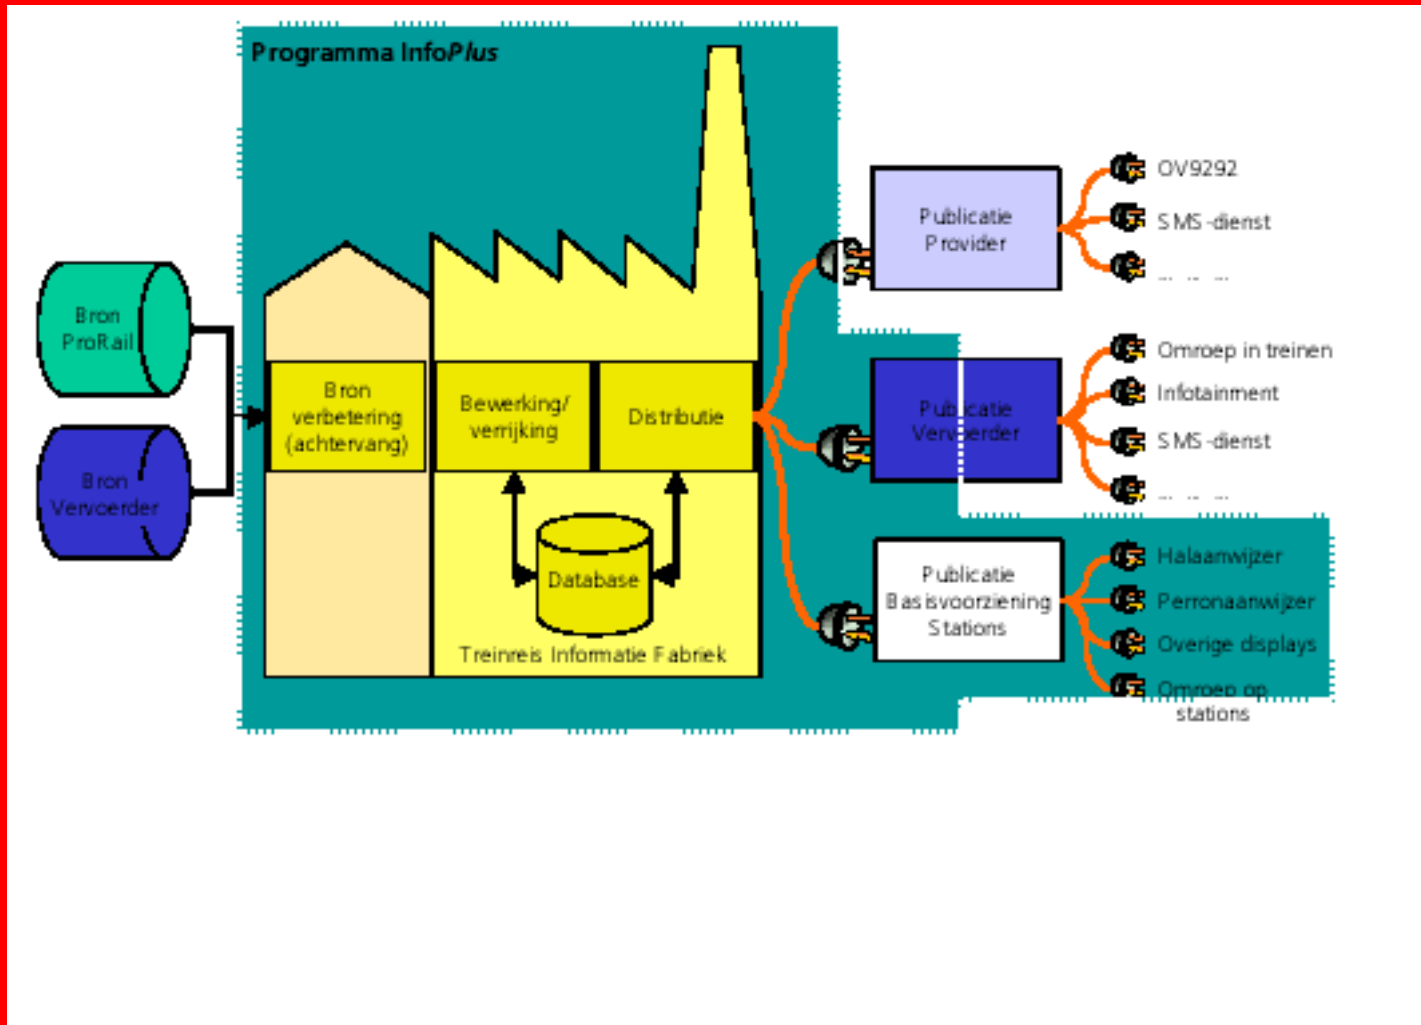 Programma InfoPlus
Bron
ProRail
Bron
Vervoerder
Bron
verbetering
(achtervang)
Bewerking/
verrijking
Distributie
Database
Treinreis Informatie Fabriek
Publicatie
Provider
OV9292
SMS-dienst
... ... ...
Publicatie
Vervoerder
Omroep in treinen
Infotainment
SMS-dienst
... ... ...
Publicatie
Basisvoorziening
Stations
Halaanwijzer
Perronaanwijzer
Overige displays
Omroep op
stations